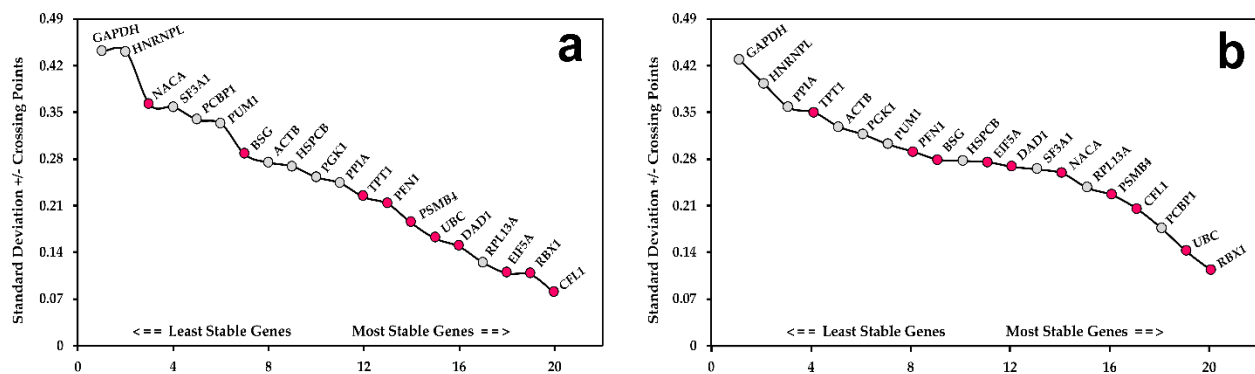 a
Standard Deviation +/- Crossing Points
0.49
0.42
0.35
0.28
0.21
0.14
0.07
0
GAPDH
HNRNPL
NACA
SF3A1
PCBP1
PUM1
BSG
ACTB
HSPCB
PGK1
PPIA
TPT1
PFN1
PSMB4
UBC
DAD1
RPL13A
EIF5A
RBX1
CFL1
<== Least Stable Genes
Most Stable Genes ==>
0 4 8 12 16 20
b
Standard Deviation +/- Crossing Points
0.49
0.42
0.35
0.28
0.21
0.14
0.07
0
GAPDH
HNRNPL
PPIA
TPT1
ACTB
PGK1
PUM1
PFN1
BSG
HSPCB
EIF5A
DAD1
SF3A1
NACA
RPL13A
PSMB4
CFL1
PCBP1
UBC
RBX1
<== Least Stable Genes
Most Stable Genes ==>
0 4 8 12 16 20